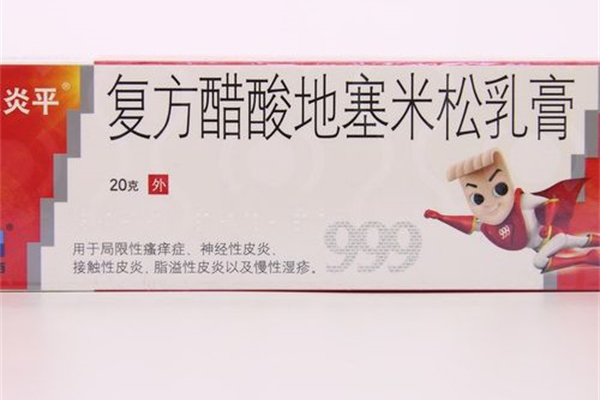 炎平®
复方醋酸地塞米松乳膏
20克 外
用于局限性瘙痒症、神经性皮炎、
接触性皮炎、脂溢性皮炎以及慢性湿疹。
999
999